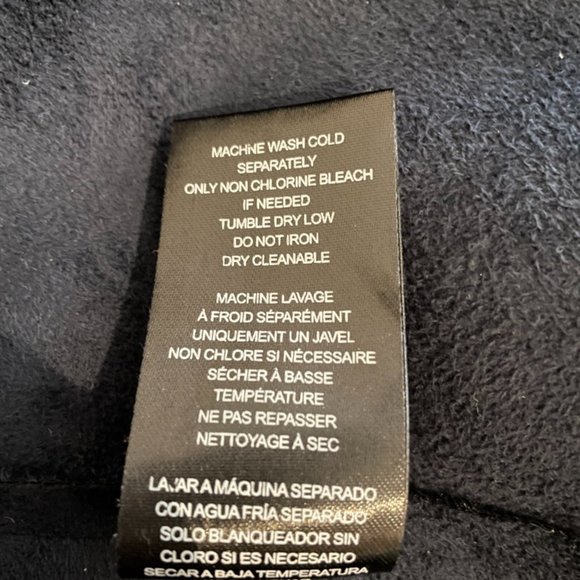 MACHINE WASH COLD
SEPARATELY
ONLY NON CHLORINE BLEACH
IF NEEDED
TUMBLE DRY LOW
DO NOT IRON
DRY CLEANABLE
MACHINE LAVAGE
À FROID SÉPARÉMENT
UNIQUEMENT UN JAVEL
NON CHLORE SI NÉCESSAIRE
SÉCHER À BASSE
TEMPÉRATURE
NE PAS REPASSER
NETTOYAGE À SEC
LAVAR A MÁQUINA SEPARADO
CON AGUA FRÍA SEPARADO
SOLO BLANQUEADOR SIN
CLORO SI ES NECESARIO
SECAR A BAJA TEMPERATURA